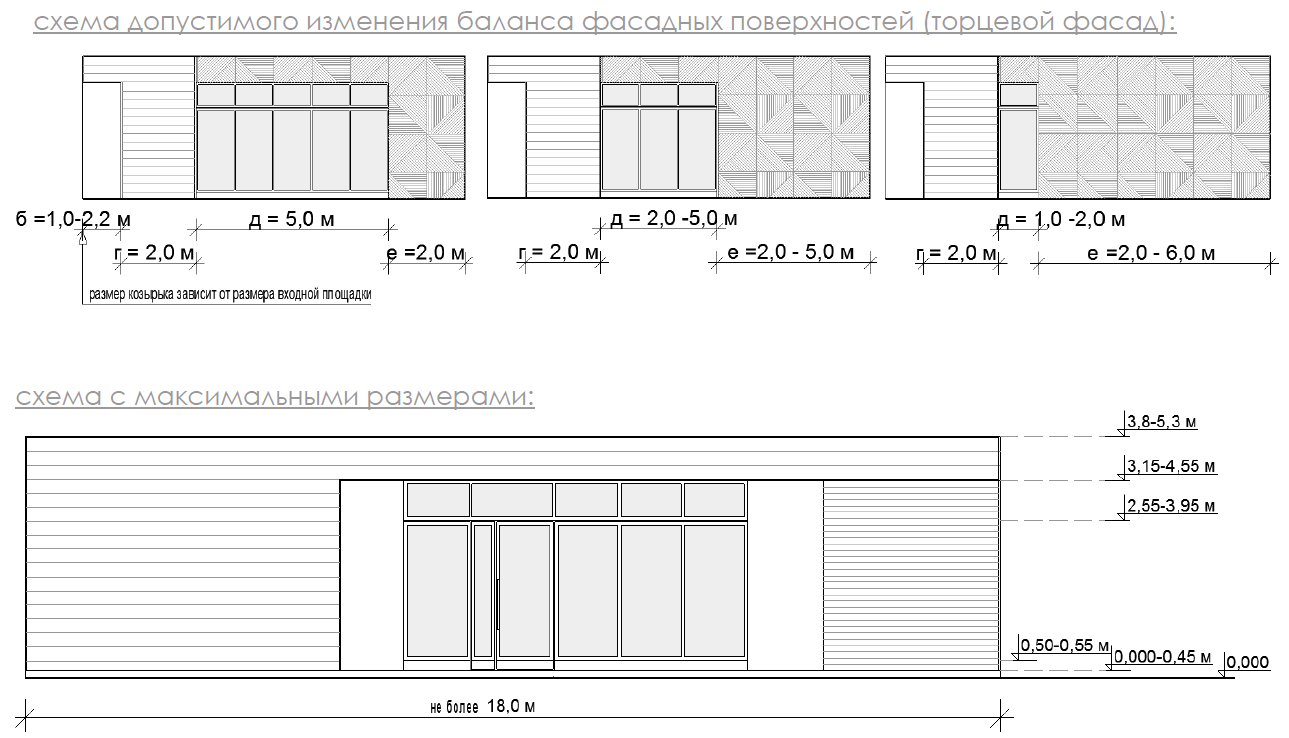 схема допустимого изменения баланса фасадных поверхностей (торцевой фасад):
б =1,0-2,2 м
д = 5,0 м
д = 2,0 -5,0 м
д = 1,0 -2,0 м
г = 2,0 м
е =2,0 м
г = 2,0 м
е =2,0 - 5,0 м
г = 2,0 м
е =2,0 - 6,0 м
размер козырька зависит от размера входной площадки
схема с максимальными размерами:
3,8-5,3 м
3,15-4,55 м
2,55-3,95 м
0,50-0,55 м
0,000-0,45 м
0,000
не более 18,0 м